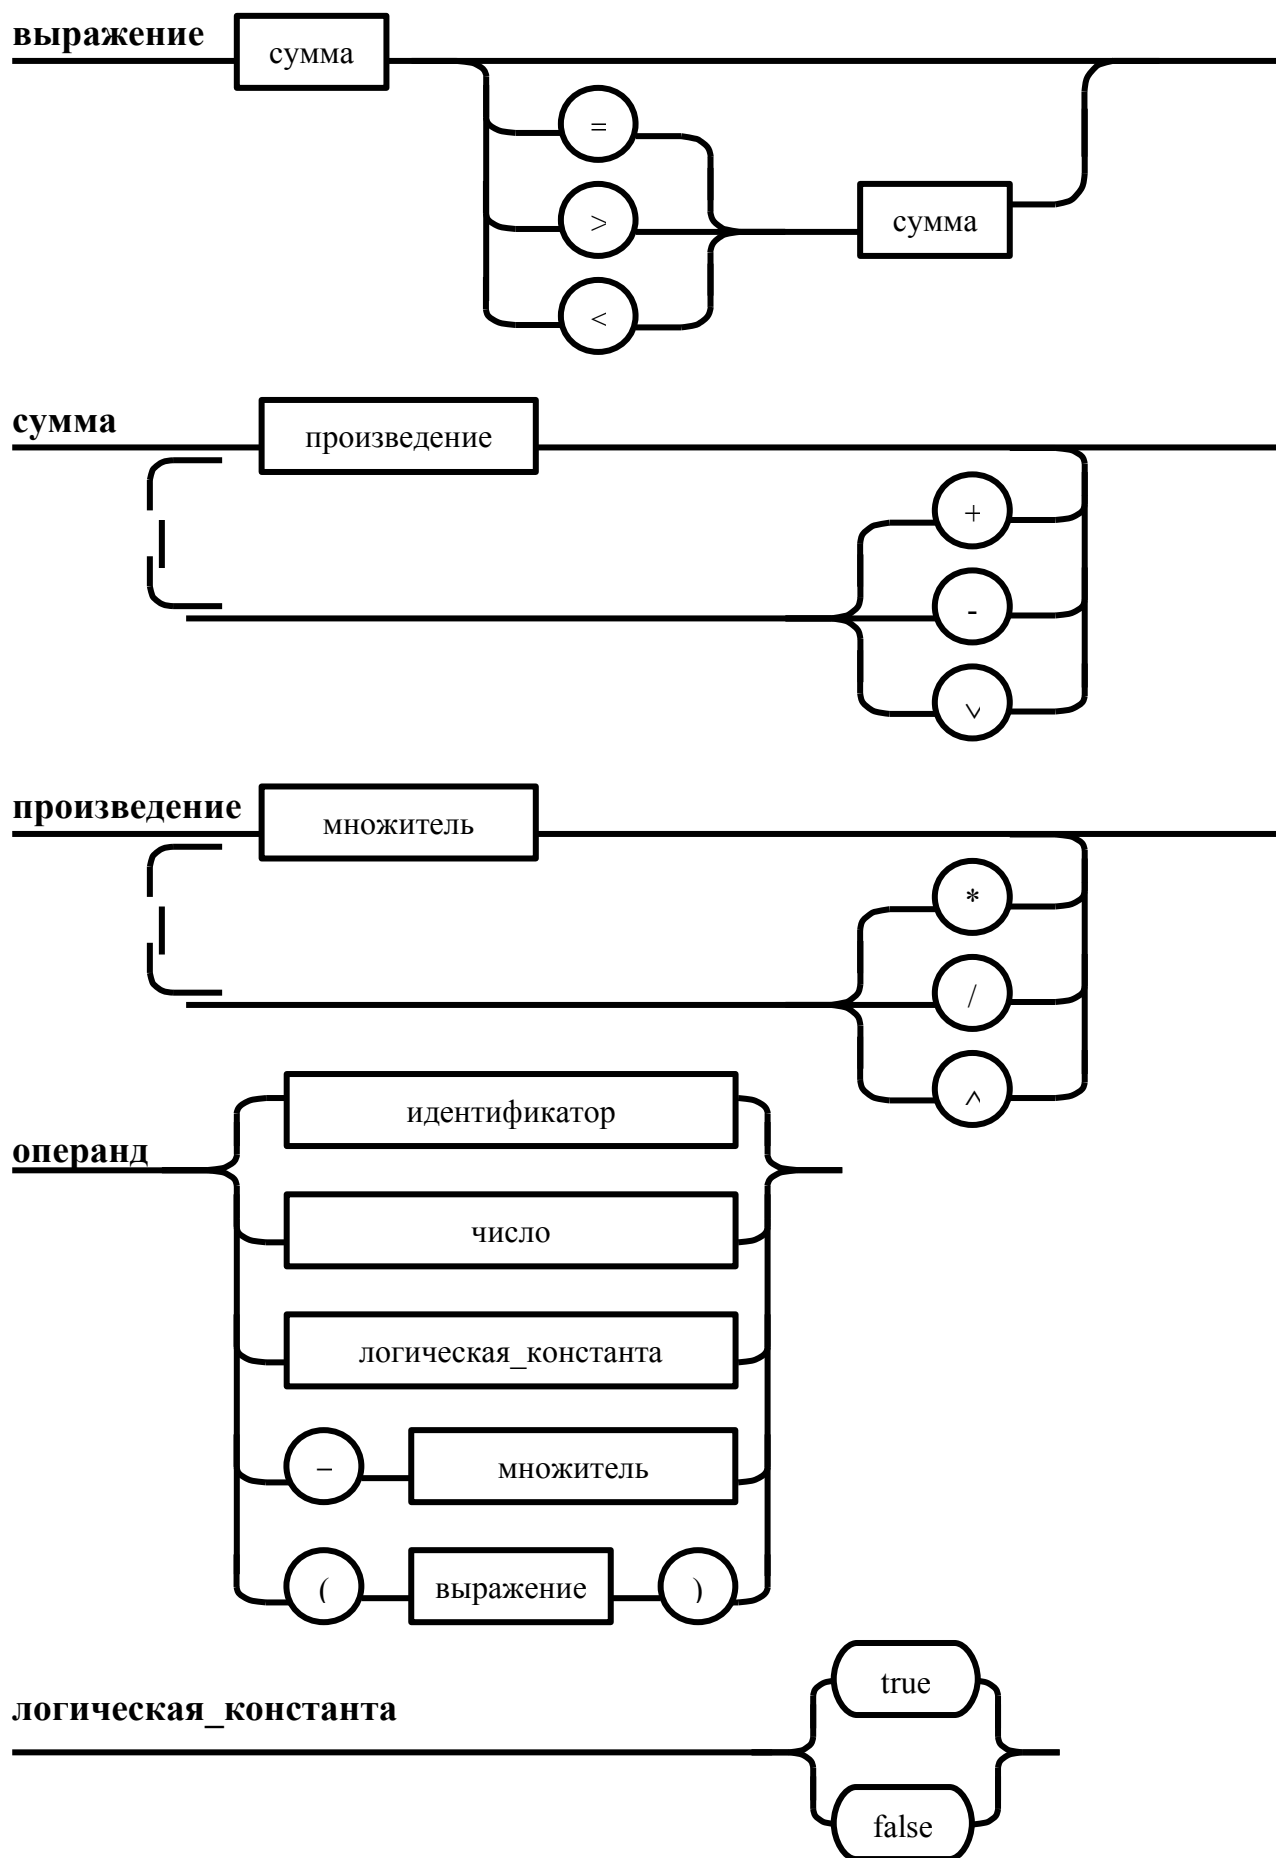 выражение
сумма
=
>
сумма
<
сумма
произведение
+
-
∨
произведение
множитель
*
/
∧
идентификатор
операнд
число
логическая_константа
– множитель
( выражение )
true
логическая_константа
false